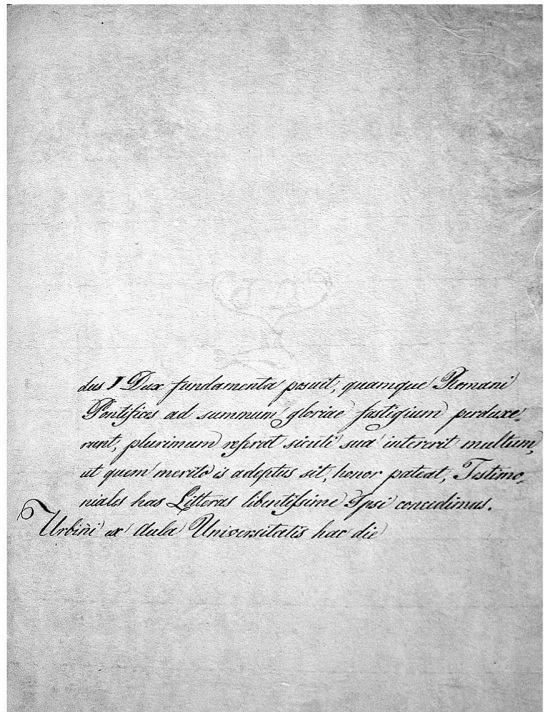 dus I Dux fundamenta posuit, quamque Romani
Pontifices ad summum gloriae fastigium perduxe,
runt, plurimum referat sicuti sua intererit multum,
ut quem merito is adeptus sit, honor pateat, Testimo,
niales has Litteras libentissime Ipsi concedimus.
Urbini ex Aula Universitatis hac die